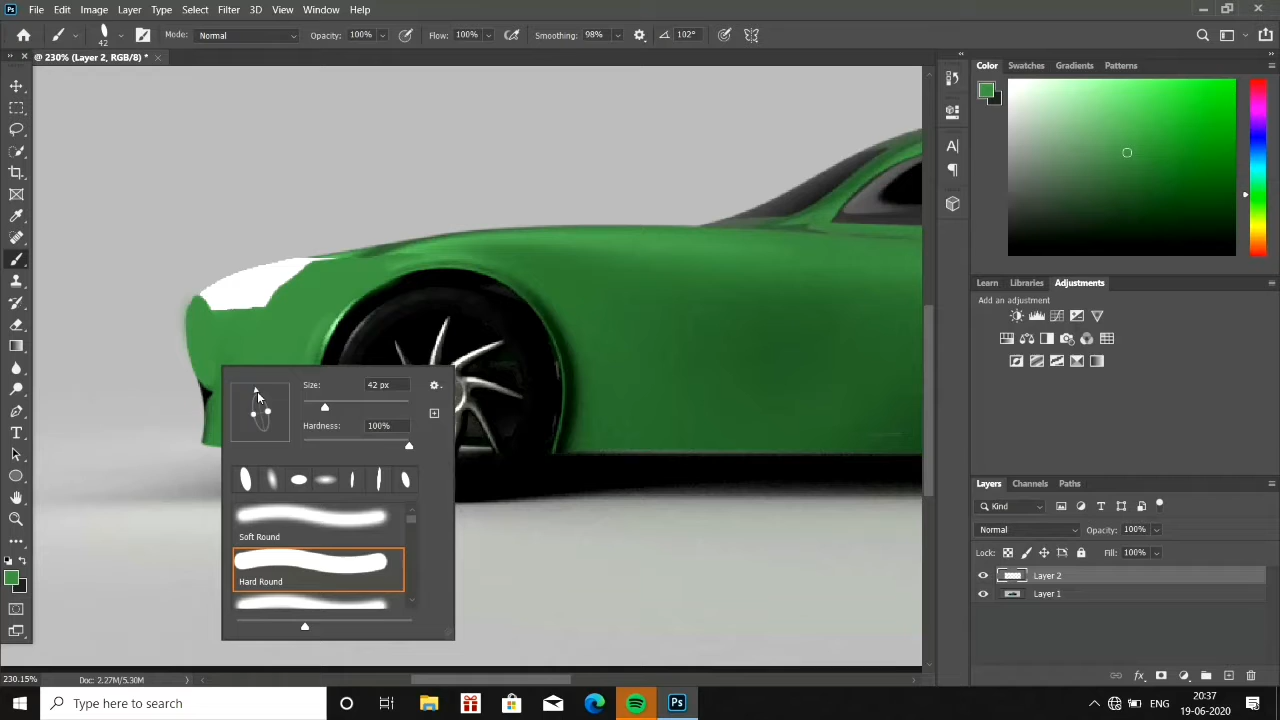 Ps File Edit Image Layer Type Select Filter 3D View Window Help
42 Mode: Normal Opacity: 100% Flow: 100% Smoothing: 98% 102°
@ 230% (Layer 2, RGB/8) *
Color Swatches Gradients Patterns
Learn Libraries Adjustments
Add an adjustment
Size: 42 px
Hardness: 100%
Soft Round
Hard Round
Layers Channels Paths
Kind
Normal Opacity: 100%
Lock: Fill: 100%
Layer 2
Layer 1
230.15% Doc: 2.27M/5.30M
Type here to search
Ps
ENG
20:37
19-06-2020